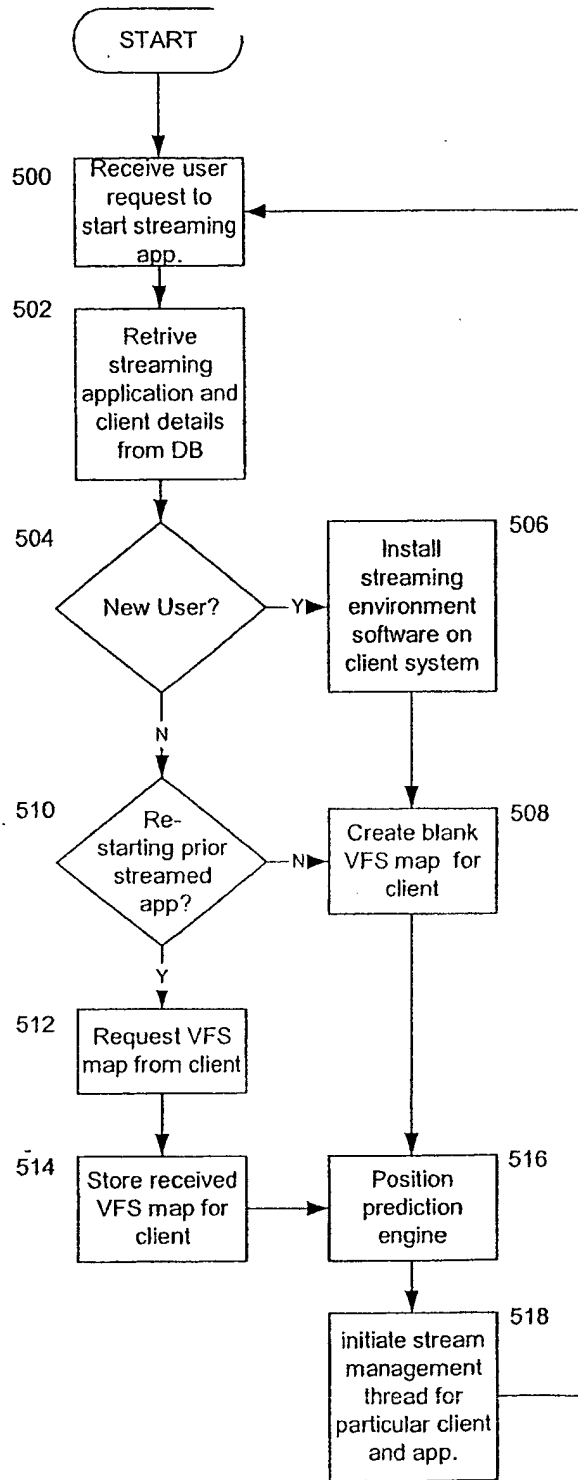 START
500
Receive user
request to
start streaming
app.
502
Retrive
streaming
application and
client details
from DB
504
New User?
Y
506
Install
streaming
environment
software on
client system
N
510
Re-
starting prior
streamed
app?
N
508
Create blank
VFS map for
client
Y
512
Request VFS
map from client
514
Store received
VFS map for
client
516
Position
prediction
engine
518
initiate stream
management
thread for
particular client
and app.